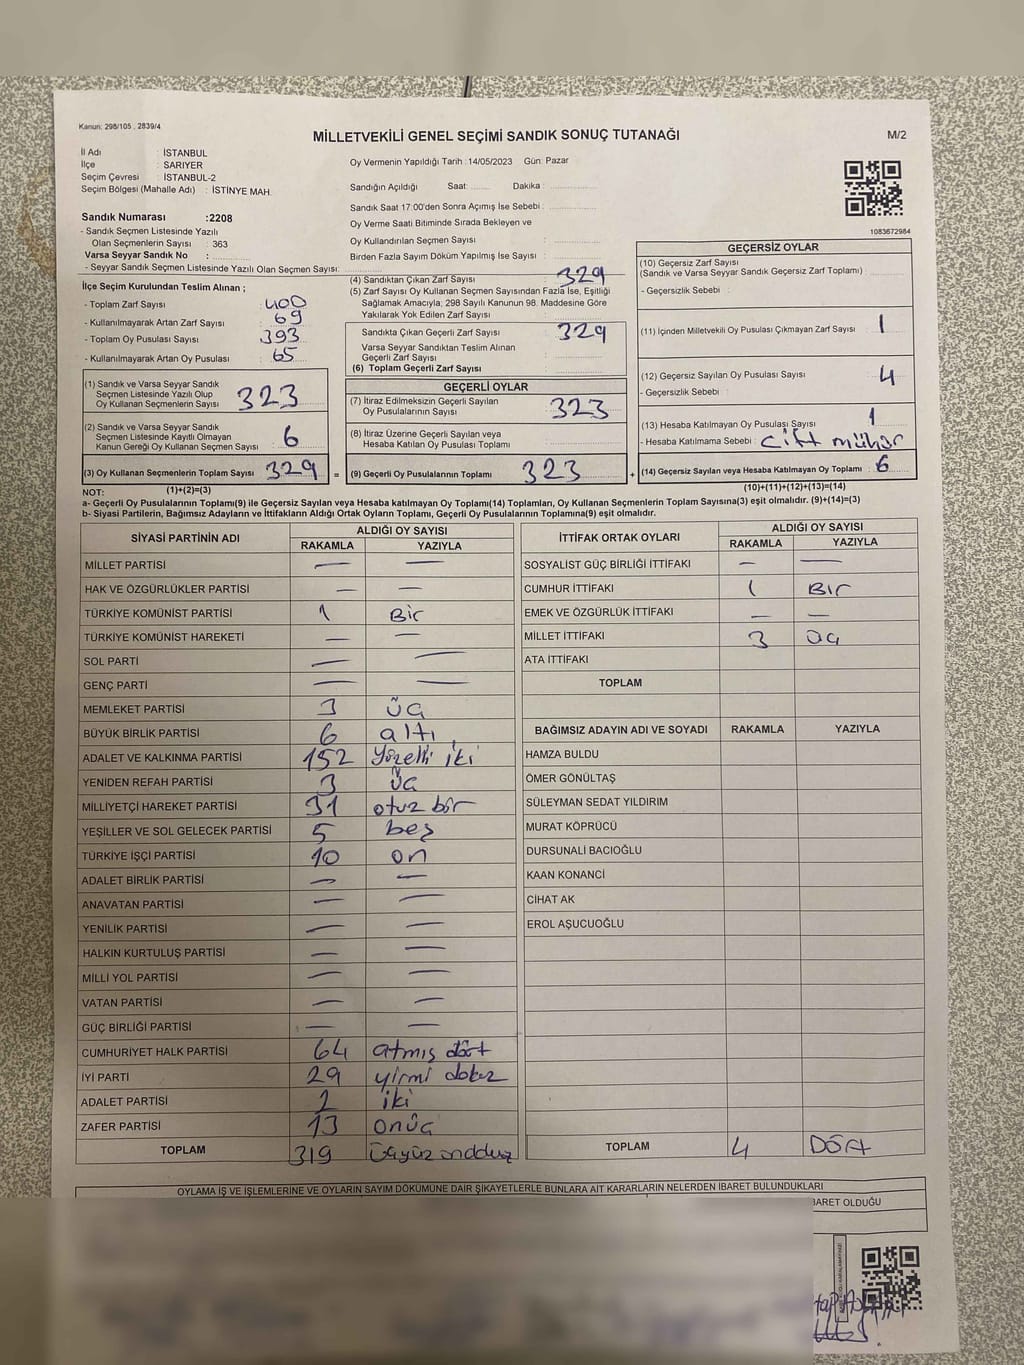 Kanun: 298/105 , 2839/4
MİLLETVEKİLİ GENEL SEÇİMİ SANDIK SONUÇ TUTANAĞI
M/2
İl Adı : İSTANBUL
İlçe : SARIYER
Seçim Çevresi : İSTANBUL-2
Seçim Bölgesi (Mahalle Adı) : İSTİNYE MAH.
Sandık Numarası :2208
- Sandık Seçmen Listesinde Yazılı
Olan Seçmenlerin Sayısı : 363
Varsa Seyyar Sandık No :
- Seyyar Sandık Seçmen Listesinde Yazılı Olan Seçmen Sayısı:
Oy Vermenin Yapıldığı Tarih : 14/05/2023 Gün: Pazar
Sandığın Açıldığı Saat: Dakika :
Sandık Saat 17:00'den Sonra Açımış İse Sebebi :
Oy Verme Saati Bitiminde Sırada Bekleyen ve
Oy Kullandırılan Seçmen Sayısı :
Birden Fazla Sayım Döküm Yapılmış İse Sayısı :
1083672984
İlçe Seçim Kurulundan Teslim Alınan ;
- Toplam Zarf Sayısı : 400
- Kullanılmayarak Artan Zarf Sayısı : 69
- Toplam Oy Pusulası Sayısı : 393
- Kullanılmayarak Artan Oy Pusulası : 65
(4) Sandıktan Çıkan Zarf Sayısı : 329
(5) Zarf Sayısı Oy Kullanan Seçmen Sayısından Fazla İse, Eşitliği
Sağlamak Amacıyla; 298 Sayılı Kanunun 98. Maddesine Göre
Yakılarak Yok Edilen Zarf Sayısı :
Sandıkta Çıkan Geçerli Zarf Sayısı : 329
Varsa Seyyar Sandıktan Teslim Alınan
Geçerli Zarf Sayısı :
(6) Toplam Geçerli Zarf Sayısı :
GEÇERSİZ OYLAR
(10) Geçersiz Zarf Sayısı
(Sandık ve Varsa Seyyar Sandık Geçersiz Zarf Toplamı) :
- Geçersizlik Sebebi :
(11) İçinden Milletvekili Oy Pusulası Çıkmayan Zarf Sayısı : 1
(12) Geçersiz Sayılan Oy Pusulası Sayısı : 4
- Geçersizlik Sebebi :
(13) Hesaba Katılmayan Oy Pusulası Sayısı : 1
- Hesaba Katılmama Sebebi : Çift mühür
(14) Geçersiz Sayılan veya Hesaba Katılmayan Oy Toplamı : 6
(10)+(11)+(12)+(13)=(14)
(1) Sandık ve Varsa Seyyar Sandık
Seçmen Listesinde Yazılı Olup
Oy Kullanan Seçmenlerin Sayısı : 323
(2) Sandık ve Varsa Seyyar Sandık
Seçmen Listesinde Kayıtlı Olmayan
Kanun Gereği Oy Kullanan Seçmen Sayısı : 6
(3) Oy Kullanan Seçmenlerin Toplam Sayısı : 329 =
(1)+(2)=(3)
GEÇERLİ OYLAR
(7) İtiraz Edilmeksizin Geçerli Sayılan
Oy Pusulalarının Sayısı : 323
(8) İtiraz Üzerine Geçerli Sayılan veya
Hesaba Katılan Oy Pusulası Toplamı :
(9) Geçerli Oy Pusulalarının Toplamı : 323 +
NOT:
a- Geçerli Oy Pusulalarının Toplamı(9) ile Geçersiz Sayılan veya Hesaba katılmayan Oy Toplamı(14) Toplamları, Oy Kullanan Seçmenlerin Toplam Sayısına(3) eşit olmalıdır. (9)+(14)=(3)
b- Siyasi Partilerin, Bağımsız Adayların ve İttifakların Aldığı Ortak Oyların Toplamı, Geçerli Oy Pusulalarının Toplamına(9) eşit olmalıdır.
SİYASİ PARTİNİN ADI ALDIĞI OY SAYISI
RAKAMLA YAZIYLA
MİLLET PARTİSİ — —
HAK VE ÖZGÜRLÜKLER PARTİSİ — —
TÜRKİYE KOMÜNİST PARTİSİ 1 Bir
TÜRKİYE KOMÜNİST HAREKETİ — —
SOL PARTİ — —
GENÇ PARTİ — —
MEMLEKET PARTİSİ 3 üç
BÜYÜK BİRLİK PARTİSİ 6 altı
ADALET VE KALKINMA PARTİSİ 152 Yüzelli iki
YENİDEN REFAH PARTİSİ 3 üç
MİLLİYETÇİ HAREKET PARTİSİ 31 otuz bir
YEŞİLLER VE SOL GELECEK PARTİSİ 5 beş
TÜRKİYE İŞÇİ PARTİSİ 10 on
ADALET BİRLİK PARTİSİ — —
ANAVATAN PARTİSİ — —
YENİLİK PARTİSİ — —
HALKIN KURTULUŞ PARTİSİ — —
MİLLİ YOL PARTİSİ — —
VATAN PARTİSİ — —
GÜÇ BİRLİĞİ PARTİSİ — —
CUMHURİYET HALK PARTİSİ 64 atmış dört
İYİ PARTİ 29 yirmi dokuz
ADALET PARTİSİ 2 iki
ZAFER PARTİSİ 13 onüç
TOPLAM 319 üçyüz ondokuz
İTTİFAK ORTAK OYLARI ALDIĞI OY SAYISI
RAKAMLA YAZIYLA
SOSYALİST GÜÇ BİRLİĞİ İTTİFAKI — —
CUMHUR İTTİFAKI 1 BİR
EMEK VE ÖZGÜRLÜK İTTİFAKI — —
MİLLET İTTİFAKI 3 üç
ATA İTTİFAKI
TOPLAM
BAĞIMSIZ ADAYIN ADI VE SOYADI RAKAMLA YAZIYLA
HAMZA BULDU
ÖMER GÖNÜLTAŞ
SÜLEYMAN SEDAT YILDIRIM
MURAT KÖPRÜCÜ
DURSUNALİ BACIOĞLU
KAAN KONANCİ
CİHAT AK
EROL AŞUCUOĞLU
TOPLAM 4 DÖRT
OYLAMA İŞ VE İŞLEMLERİNE VE OYLARIN SAYIM DÖKÜMÜNE DAİR ŞİKAYETLERLE BUNLARA AİT KARARLARIN NELERDEN İBARET BULUNDUKLARI
BARET OLDUĞU